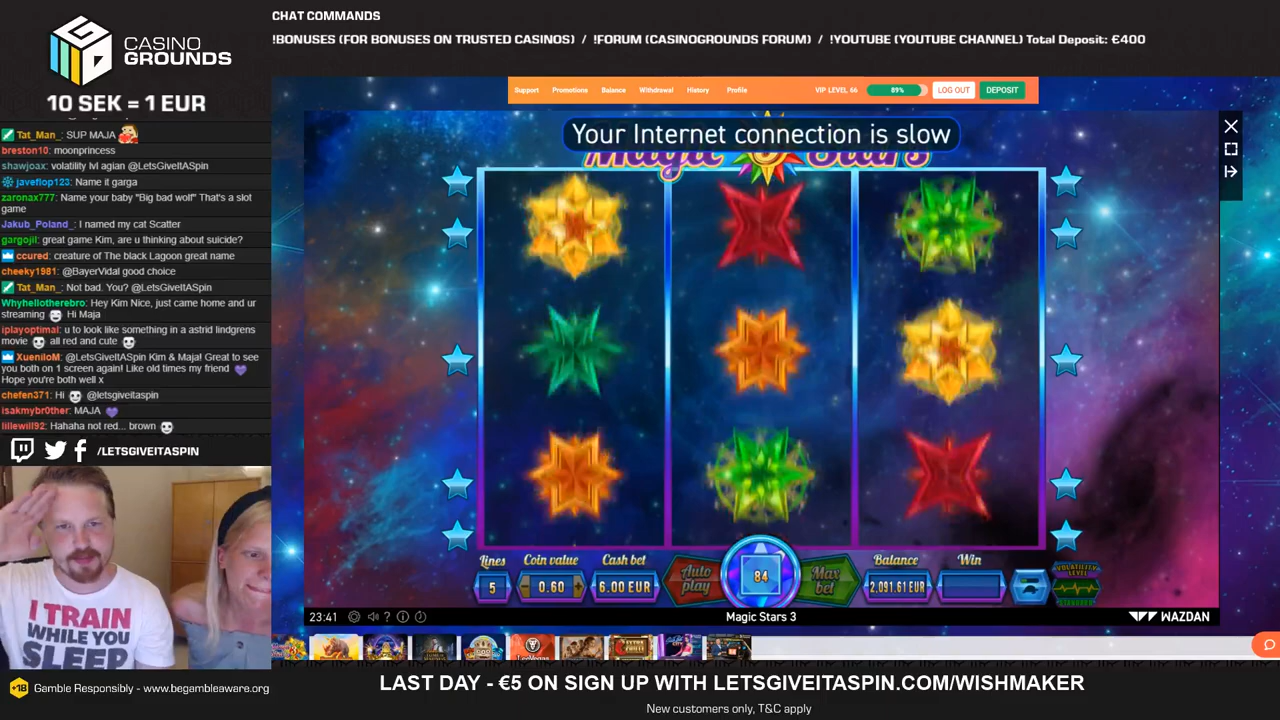 CASINO
GROUNDS
10 SEK = 1 EUR
CHAT COMMANDS
!BONUSES (FOR BONUSES ON TRUSTED CASINOS) / !FORUM (CASINOGROUNDS FORUM) / !YOUTUBE (YOUTUBE CHANNEL) Total Deposit: €400
Support Promotions Balance Withdrawal History Profile VIP LEVEL 66 89% LOG OUT DEPOSIT
Your Internet connection is slow
Magic Stars
Tat_Man_: SUP MAJA
breston10: moonprincess
shawjoax: volatility lvl agian @LetsGiveItASpin
javeflop123: Name it garga
zaronax777: Name your baby "Big bad wolf" That's a slot
game
Jakub_Poland_: I named my cat Scatter
gargojil: great game Kim, are u thinking about suicide?
ccured: creature of The black Lagoon great name
cheeky1981: @BayerVidal good choice
Tat_Man_: Not bad. You? @LetsGiveItASpin
Whyhellotherebro: Hey Kim Nice, just came home and ur
streaming Hi Maja
iplayoptimal: u to look like something in a astrid lindgrens
movie all red and cute
XueniloM: @LetsGiveItASpin Kim & Maja! Great to see
you both on 1 screen again! Like old times my friend
Hope you're both well x
chefen371: Hi @letsgiveitaspin
isakmybr0ther: MAJA
lillewill92: Hahaha not red... brown
/LETSGIVEITASPIN
I TRAIN
WHILE YOU
SLEEP
Lines Coin value Cash bet Auto play 84 Max bet Balance Win VOLATILITY LEVEL
5 0.60 6.00 EUR 2,091.61 EUR STANDARD
23:41 Magic Stars 3 WAZDAN
+18 Gamble Responsibly - www.begambleaware.org
LAST DAY - €5 ON SIGN UP WITH LETSGIVEITASPIN.COM/WISHMAKER
New customers only, T&C apply